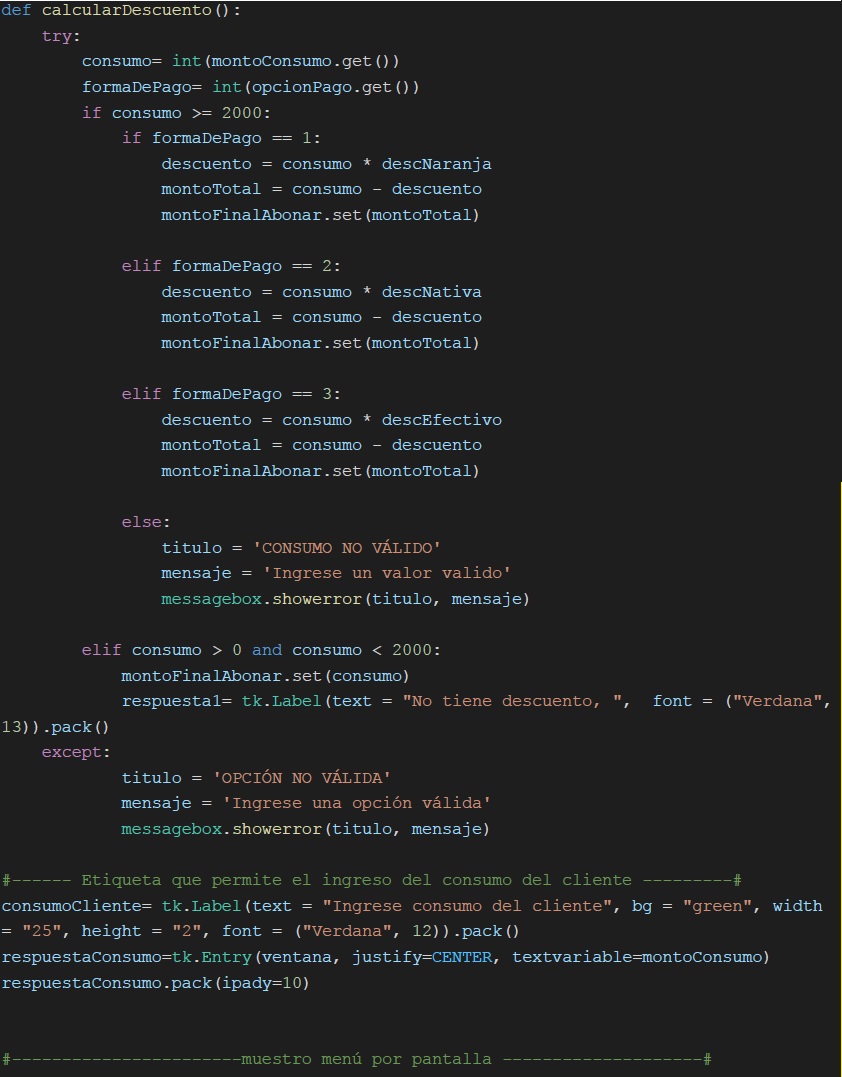 def calcularDescuento():
    try:
        consumo= int(montoConsumo.get())
        formaDePago= int(opcionPago.get())
        if consumo >= 2000:
            if formaDePago == 1:
                descuento = consumo * descNaranja
                montoTotal = consumo - descuento
                montoFinalAbonar.set(montoTotal)
            elif formaDePago == 2:
                descuento = consumo * descNativa
                montoTotal = consumo - descuento
                montoFinalAbonar.set(montoTotal)
            elif formaDePago == 3:
                descuento = consumo * descEfectivo
                montoTotal = consumo - descuento
                montoFinalAbonar.set(montoTotal)
            else:
                titulo = 'CONSUMO NO VÁLIDO'
                mensaje = 'Ingrese un valor valido'
                messagebox.showerror(titulo, mensaje)
        elif consumo > 0 and consumo < 2000:
            montoFinalAbonar.set(consumo)
            respuesta1= tk.Label(text = "No tiene descuento, ",  font = ("Verdana",
13)).pack()
    except:
            titulo = 'OPCIÓN NO VÁLIDA'
            mensaje = 'Ingrese una opción válida'
            messagebox.showerror(titulo, mensaje)
#------ Etiqueta que permite el ingreso del consumo del cliente ---------#
consumoCliente= tk.Label(text = "Ingrese consumo del cliente", bg = "green", width
= "25", height = "2", font = ("Verdana", 12)).pack()
respuestaConsumo=tk.Entry(ventana, justify=CENTER, textvariable=montoConsumo)
respuestaConsumo.pack(ipady=10)
#-----------------------muestro menú por pantalla --------------------#